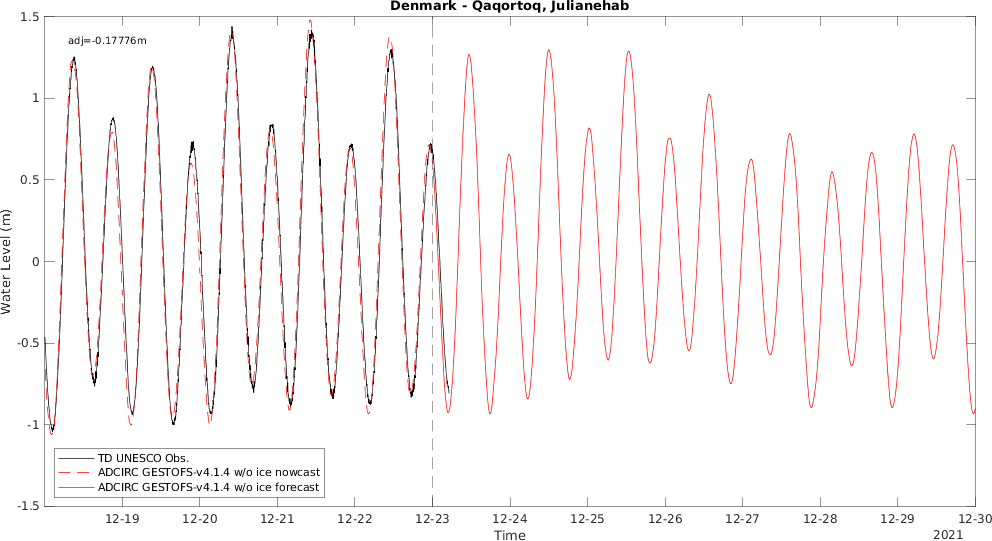 Denmark - Qaqortoq, Julianehab
adj=-0.17776m
1.5
1
0.5
0
-0.5
-1
-1.5
Water Level (m)
TD UNESCO Obs.
ADCIRC GESTOFS-v4.1.4 w/o ice nowcast
ADCIRC GESTOFS-v4.1.4 w/o ice forecast
12-19 12-20 12-21 12-22 12-23 12-24 12-25 12-26 12-27 12-28 12-29 12-30
Time
2021